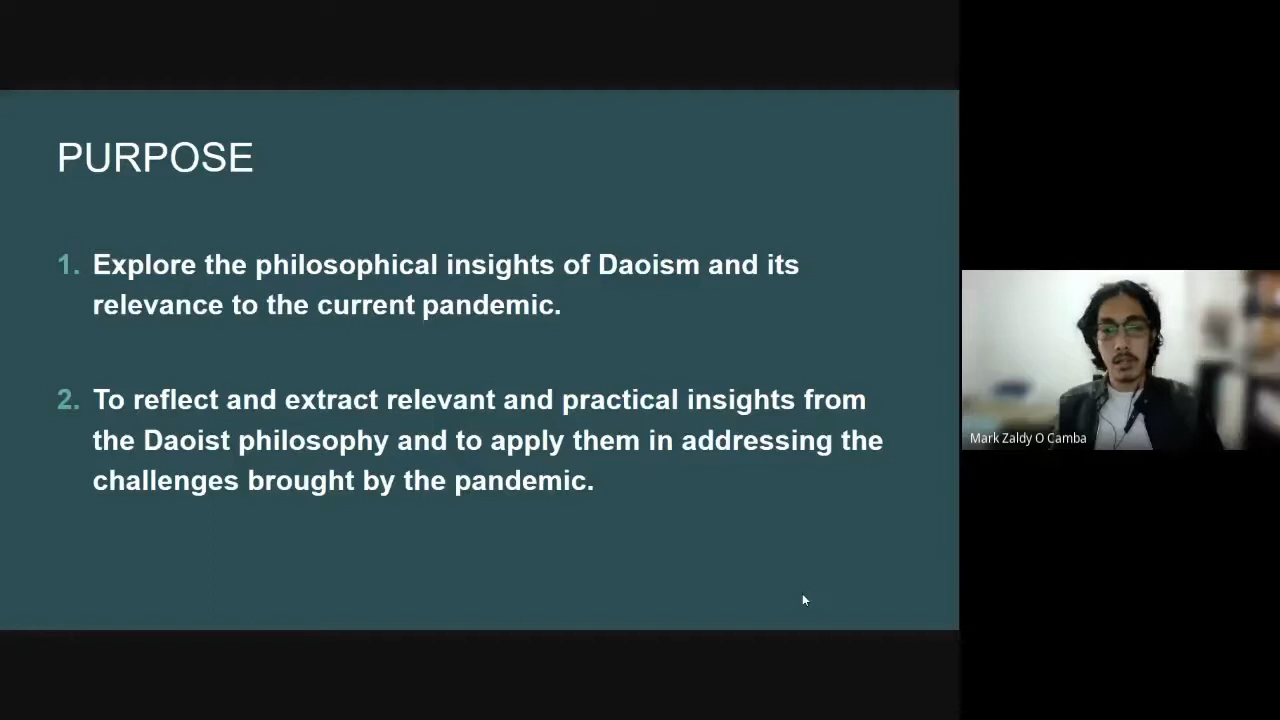 PURPOSE
1. Explore the philosophical insights of Daoism and its
relevance to the current pandemic.
2. To reflect and extract relevant and practical insights from
the Daoist philosophy and to apply them in addressing the
challenges brought by the pandemic.
Mark Zaldy O Camba